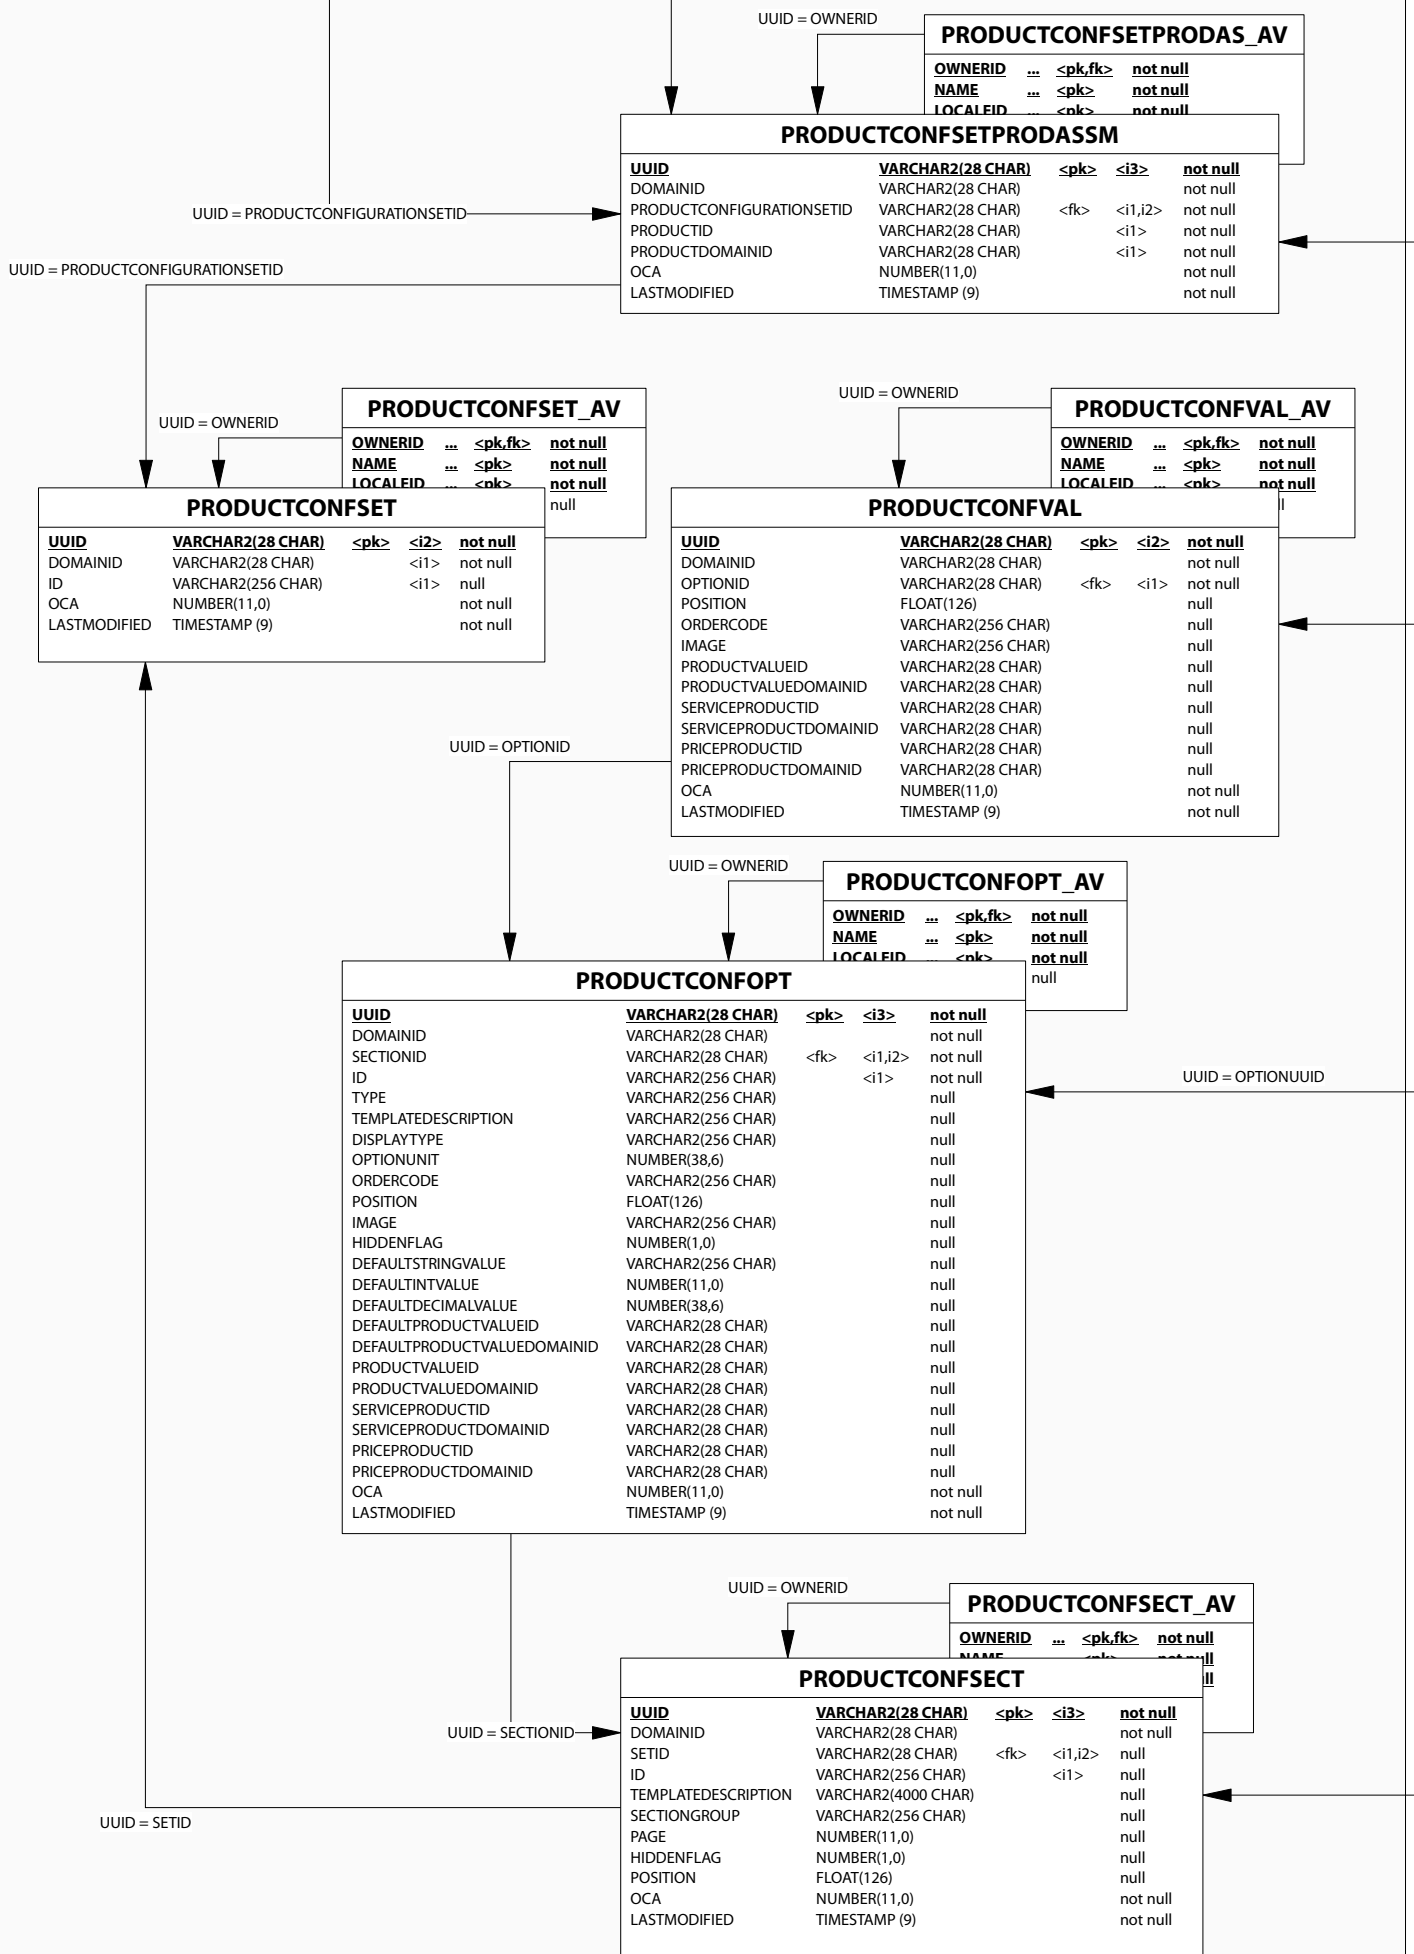 UUID = OWNERID
PRODUCTCONFSETPRODAS_AV
OWNERID ... <pk,fk> not null
NAME ... <pk> not null
LOCALEID ... <pk> not null
PRODUCTCONFSETPRODASSM
UUID VARCHAR2(28 CHAR) <pk> <i3> not null
DOMAINID VARCHAR2(28 CHAR) not null
PRODUCTCONFIGURATIONSETID VARCHAR2(28 CHAR) <fk> <i1,i2> not null
PRODUCTID VARCHAR2(28 CHAR) <i1> not null
PRODUCTDOMAINID VARCHAR2(28 CHAR) <i1> not null
OCA NUMBER(11,0) not null
LASTMODIFIED TIMESTAMP (9) not null
UUID = PRODUCTCONFIGURATIONSETID
UUID = PRODUCTCONFIGURATIONSETID
UUID = OWNERID
PRODUCTCONFSET_AV
OWNERID ... <pk,fk> not null
NAME ... <pk> not null
LOCALEID ... <pk> not null
null
PRODUCTCONFSET
UUID VARCHAR2(28 CHAR) <pk> <i2> not null
DOMAINID VARCHAR2(28 CHAR) <i1> not null
ID VARCHAR2(256 CHAR) <i1> null
OCA NUMBER(11,0) not null
LASTMODIFIED TIMESTAMP (9) not null
UUID = OWNERID
PRODUCTCONFVAL_AV
OWNERID ... <pk,fk> not null
NAME ... <pk> not null
LOCALEID ... <pk> not null
PRODUCTCONFVAL
UUID VARCHAR2(28 CHAR) <pk> <i2> not null
DOMAINID VARCHAR2(28 CHAR) not null
OPTIONID VARCHAR2(28 CHAR) <fk> <i1> not null
POSITION FLOAT(126) null
ORDERCODE VARCHAR2(256 CHAR) null
IMAGE VARCHAR2(256 CHAR) null
PRODUCTVALUEID VARCHAR2(28 CHAR) null
PRODUCTVALUEDOMAINID VARCHAR2(28 CHAR) null
SERVICEPRODUCTID VARCHAR2(28 CHAR) null
SERVICEPRODUCTDOMAINID VARCHAR2(28 CHAR) null
PRICEPRODUCTID VARCHAR2(28 CHAR) null
PRICEPRODUCTDOMAINID VARCHAR2(28 CHAR) null
OCA NUMBER(11,0) not null
LASTMODIFIED TIMESTAMP (9) not null
UUID = OPTIONID
UUID = OWNERID
PRODUCTCONFOPT_AV
OWNERID ... <pk,fk> not null
NAME ... <pk> not null
LOCALEID ... <pk> not null
null
PRODUCTCONFOPT
UUID VARCHAR2(28 CHAR) <pk> <i3> not null
DOMAINID VARCHAR2(28 CHAR) not null
SECTIONID VARCHAR2(28 CHAR) <fk> <i1,i2> not null
ID VARCHAR2(256 CHAR) <i1> not null
TYPE VARCHAR2(256 CHAR) null
TEMPLATEDESCRIPTION VARCHAR2(256 CHAR) null
DISPLAYTYPE VARCHAR2(256 CHAR) null
OPTIONUNIT NUMBER(38,6) null
ORDERCODE VARCHAR2(256 CHAR) null
POSITION FLOAT(126) null
IMAGE VARCHAR2(256 CHAR) null
HIDDENFLAG NUMBER(1,0) null
DEFAULTSTRINGVALUE VARCHAR2(256 CHAR) null
DEFAULTINTVALUE NUMBER(11,0) null
DEFAULTDECIMALVALUE NUMBER(38,6) null
DEFAULTPRODUCTVALUEID VARCHAR2(28 CHAR) null
DEFAULTPRODUCTVALUEDOMAINID VARCHAR2(28 CHAR) null
PRODUCTVALUEID VARCHAR2(28 CHAR) null
PRODUCTVALUEDOMAINID VARCHAR2(28 CHAR) null
SERVICEPRODUCTID VARCHAR2(28 CHAR) null
SERVICEPRODUCTDOMAINID VARCHAR2(28 CHAR) null
PRICEPRODUCTID VARCHAR2(28 CHAR) null
PRICEPRODUCTDOMAINID VARCHAR2(28 CHAR) null
OCA NUMBER(11,0) not null
LASTMODIFIED TIMESTAMP (9) not null
UUID = OPTIONUUID
UUID = OWNERID
PRODUCTCONFSECT_AV
OWNERID ... <pk,fk> not null
NAME <pk> not null
PRODUCTCONFSECT
UUID VARCHAR2(28 CHAR) <pk> <i3> not null
DOMAINID VARCHAR2(28 CHAR) not null
SETID VARCHAR2(28 CHAR) <fk> <i1,i2> null
ID VARCHAR2(256 CHAR) <i1> null
TEMPLATEDESCRIPTION VARCHAR2(4000 CHAR) null
SECTIONGROUP VARCHAR2(256 CHAR) null
PAGE NUMBER(11,0) null
HIDDENFLAG NUMBER(1,0) null
POSITION FLOAT(126) null
OCA NUMBER(11,0) not null
LASTMODIFIED TIMESTAMP (9) not null
UUID = SECTIONID
UUID = SETID